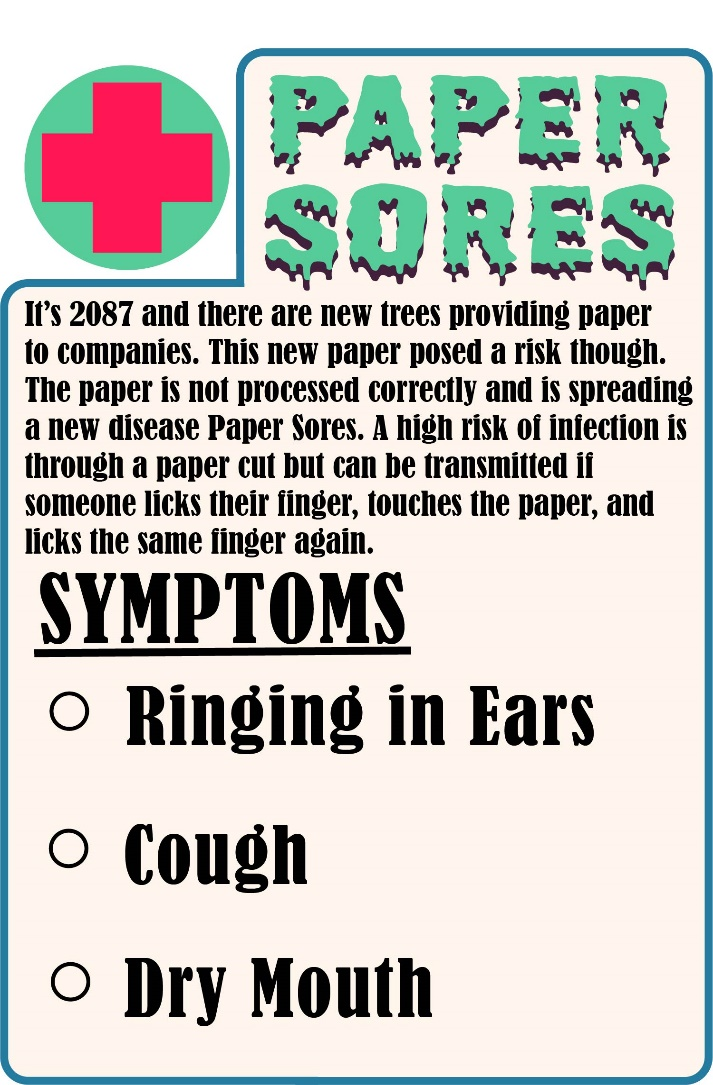 PAPER
SORES
It’s 2087 and there are new trees providing paper
to companies. This new paper posed a risk though.
The paper is not processed correctly and is spreading
a new disease Paper Sores. A high risk of infection is
through a paper cut but can be transmitted if
someone licks their finger, touches the paper, and
licks the same finger again.
SYMPTOMS
Ringing in Ears
Cough
Dry Mouth